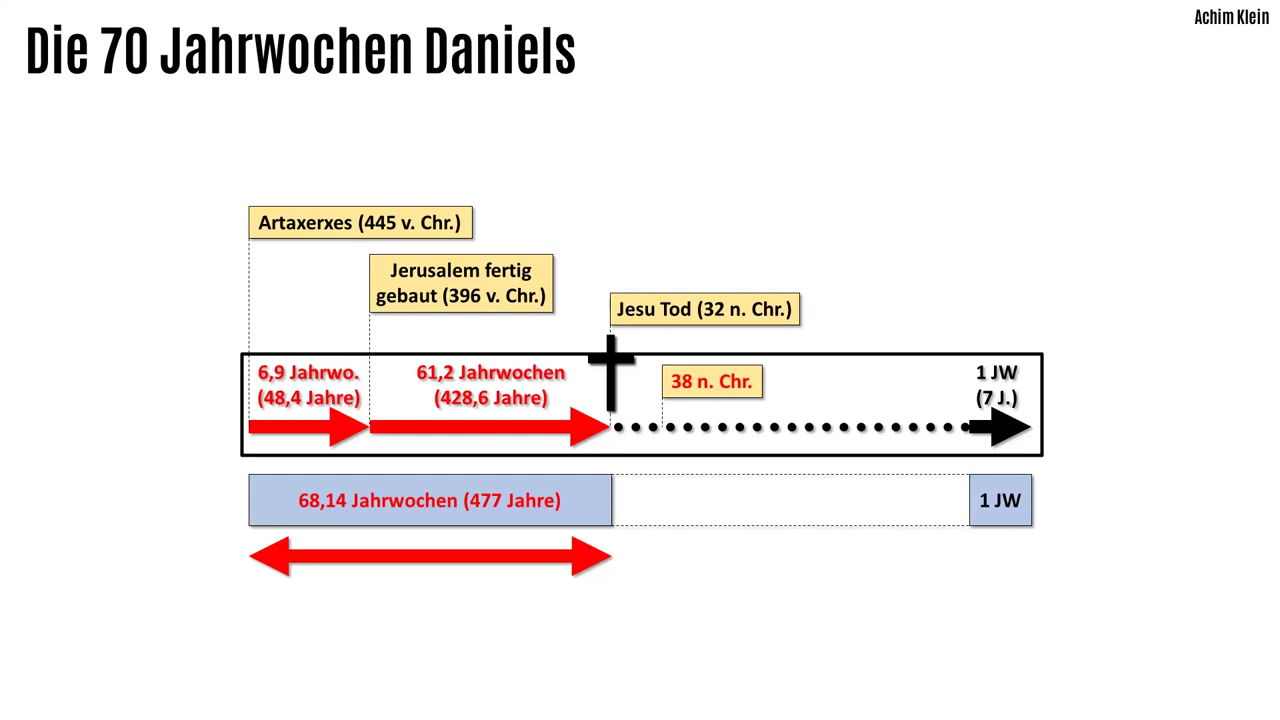 Achim Klein
Die 70 Jahrwochen Daniels
Artaxerxes (445 v. Chr.)
Jerusalem fertig
gebaut (396 v. Chr.)
Jesu Tod (32 n. Chr.)
6,9 Jahrwo.
(48,4 Jahre)
61,2 Jahrwochen
(428,6 Jahre)
38 n. Chr.
1 JW
(7 J.)
68,14 Jahrwochen (477 Jahre)
1 JW